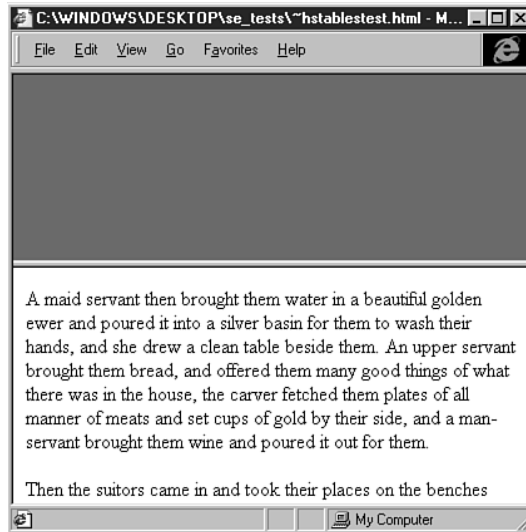 C:\WINDOWS\DESKTOP\se_tests\~hstablestest.html - M...
File Edit View Go Favorites Help
A maid servant then brought them water in a beautiful golden
ewer and poured it into a silver basin for them to wash their
hands, and she drew a clean table beside them. An upper servant
brought them bread, and offered them many good things of what
there was in the house, the carver fetched them plates of all
manner of meats and set cups of gold by their side, and a man-
servant brought them wine and poured it out for them.
Then the suitors came in and took their places on the benches
My Computer